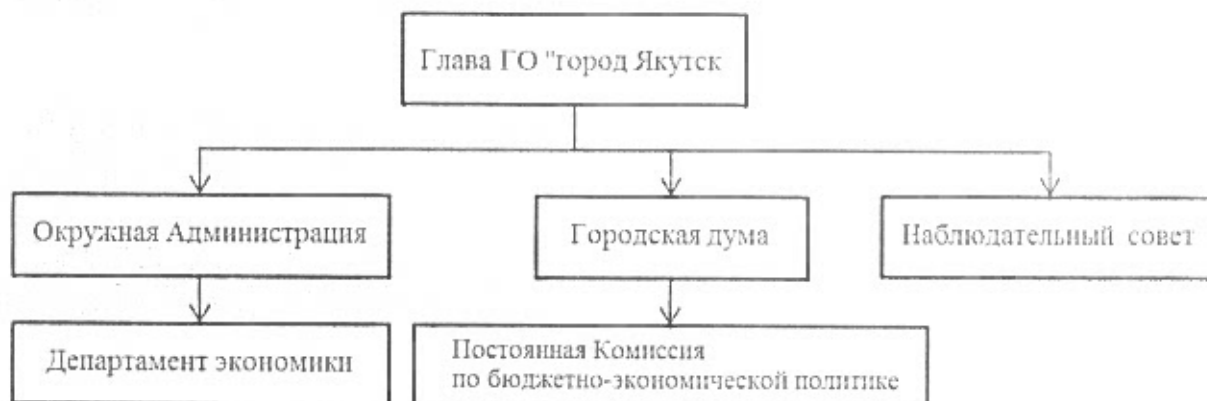 Глава ГО "город Якутск
Окружная Администрация
Городская дума
Наблюдательный совет
Департамент экономики
Постоянная Комиссия
по бюджетно-экономической политике